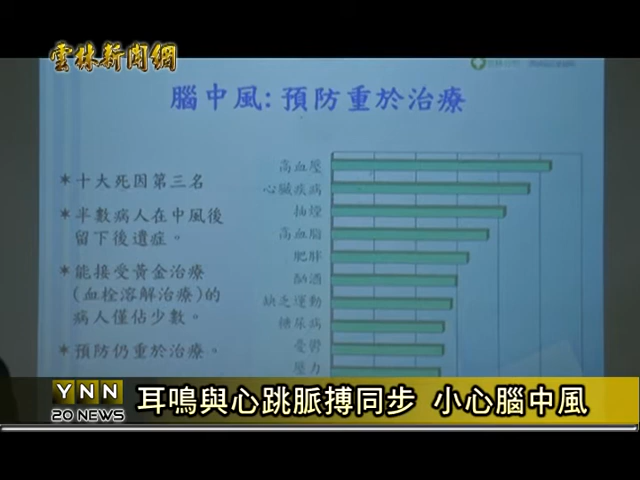 雲林新聞網
腦中風:預防重於治療
*十大死因第三名
*半數病人在中風後
留下後遺症。
*能接受黃金治療
(血栓溶解治療)的
病人僅佔少數。
*預防仍重於治療。
高血壓
心臟疾病
抽煙
高血脂
肥胖
酗酒
缺乏運動
糖尿病
憂鬱
壓力
YNN
20 NEWS
耳鳴與心跳脈搏同步 小心腦中風